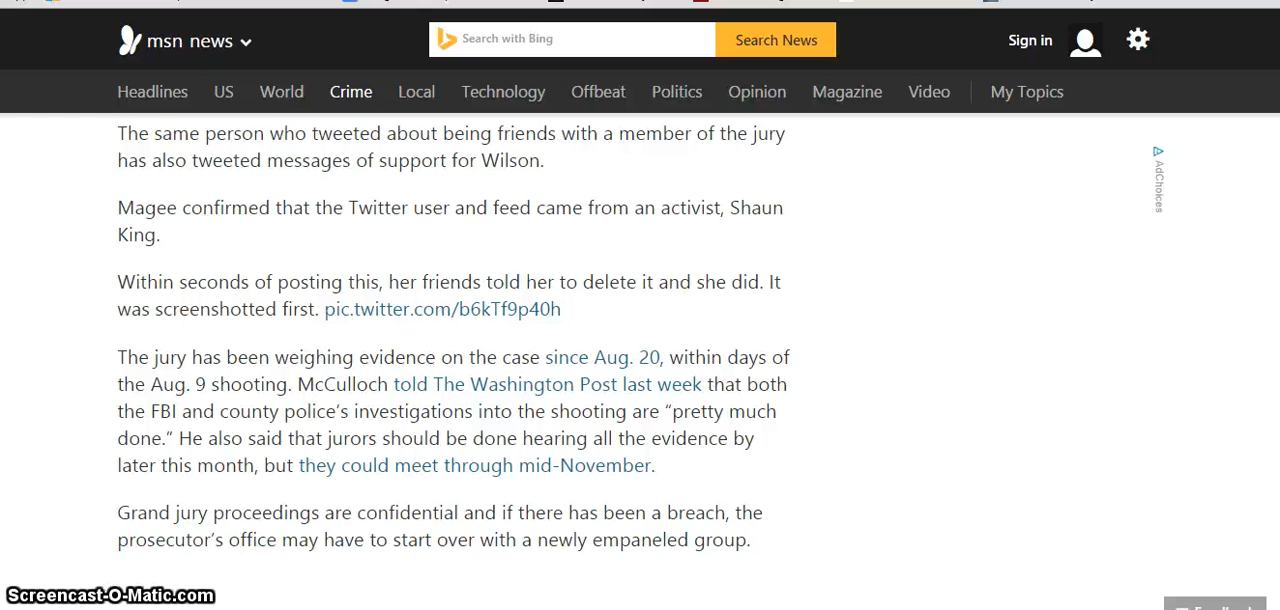 msn news
Search with Bing
Search News
Sign in
Headlines US World Crime Local Technology Offbeat Politics Opinion Magazine Video My Topics
The same person who tweeted about being friends with a member of the jury
has also tweeted messages of support for Wilson.
AdChoices
Magee confirmed that the Twitter user and feed came from an activist, Shaun
King.
Within seconds of posting this, her friends told her to delete it and she did. It
was screenshotted first. pic.twitter.com/b6kTf9p40h
The jury has been weighing evidence on the case since Aug. 20, within days of
the Aug. 9 shooting. McCulloch told The Washington Post last week that both
the FBI and county police’s investigations into the shooting are “pretty much
done.” He also said that jurors should be done hearing all the evidence by
later this month, but they could meet through mid-November.
Grand jury proceedings are confidential and if there has been a breach, the
prosecutor’s office may have to start over with a newly empaneled group.
Screencast-O-Matic.com